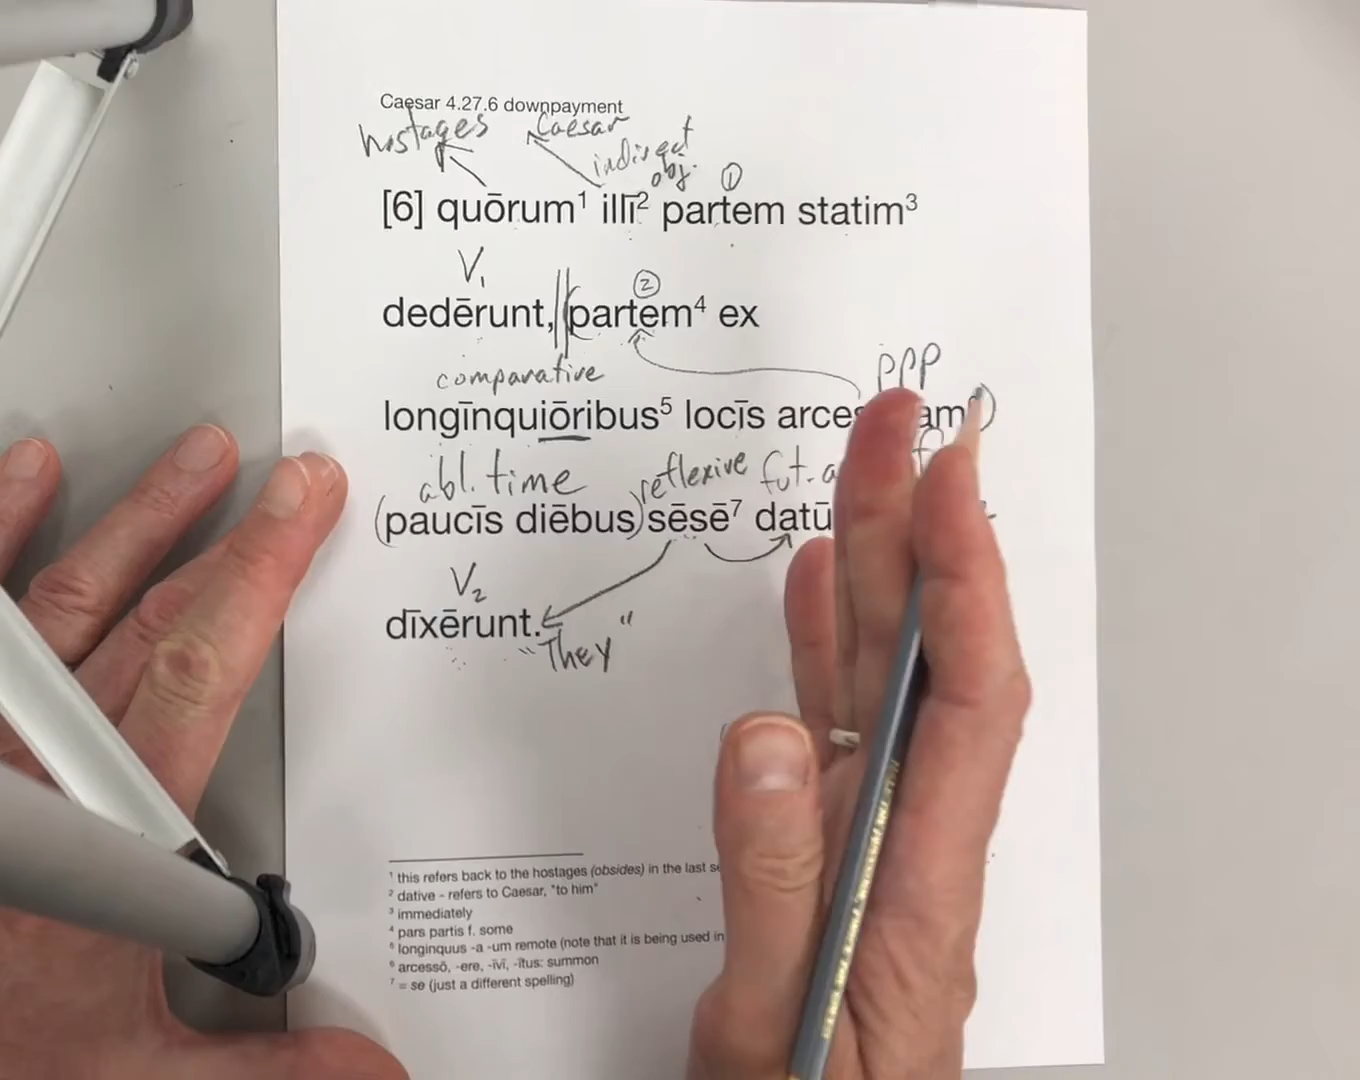 Caesar 4.27.6 downpayment
hostages Caesar
indirect
obj. ①
[6] quōrum¹ illī² partem statim³
V₁ ②
dedērunt, partem⁴ ex
comparative PPP
longīnquiōribus⁵ locīs arces am
abl. time reflexive fut. a
(paucīs diēbus) sēsē⁷ datū
V₂
dīxērunt.
"They"
¹ this refers back to the hostages (obsides) in the last
² dative - refers to Caesar, "to him"
³ immediately
⁴ pars partis f. some
⁵ longinquus -a -um remote (note that it is being used in
⁶ arcessō, -ere, -īvī, -ītus: summon
⁷ = se (just a different spelling)